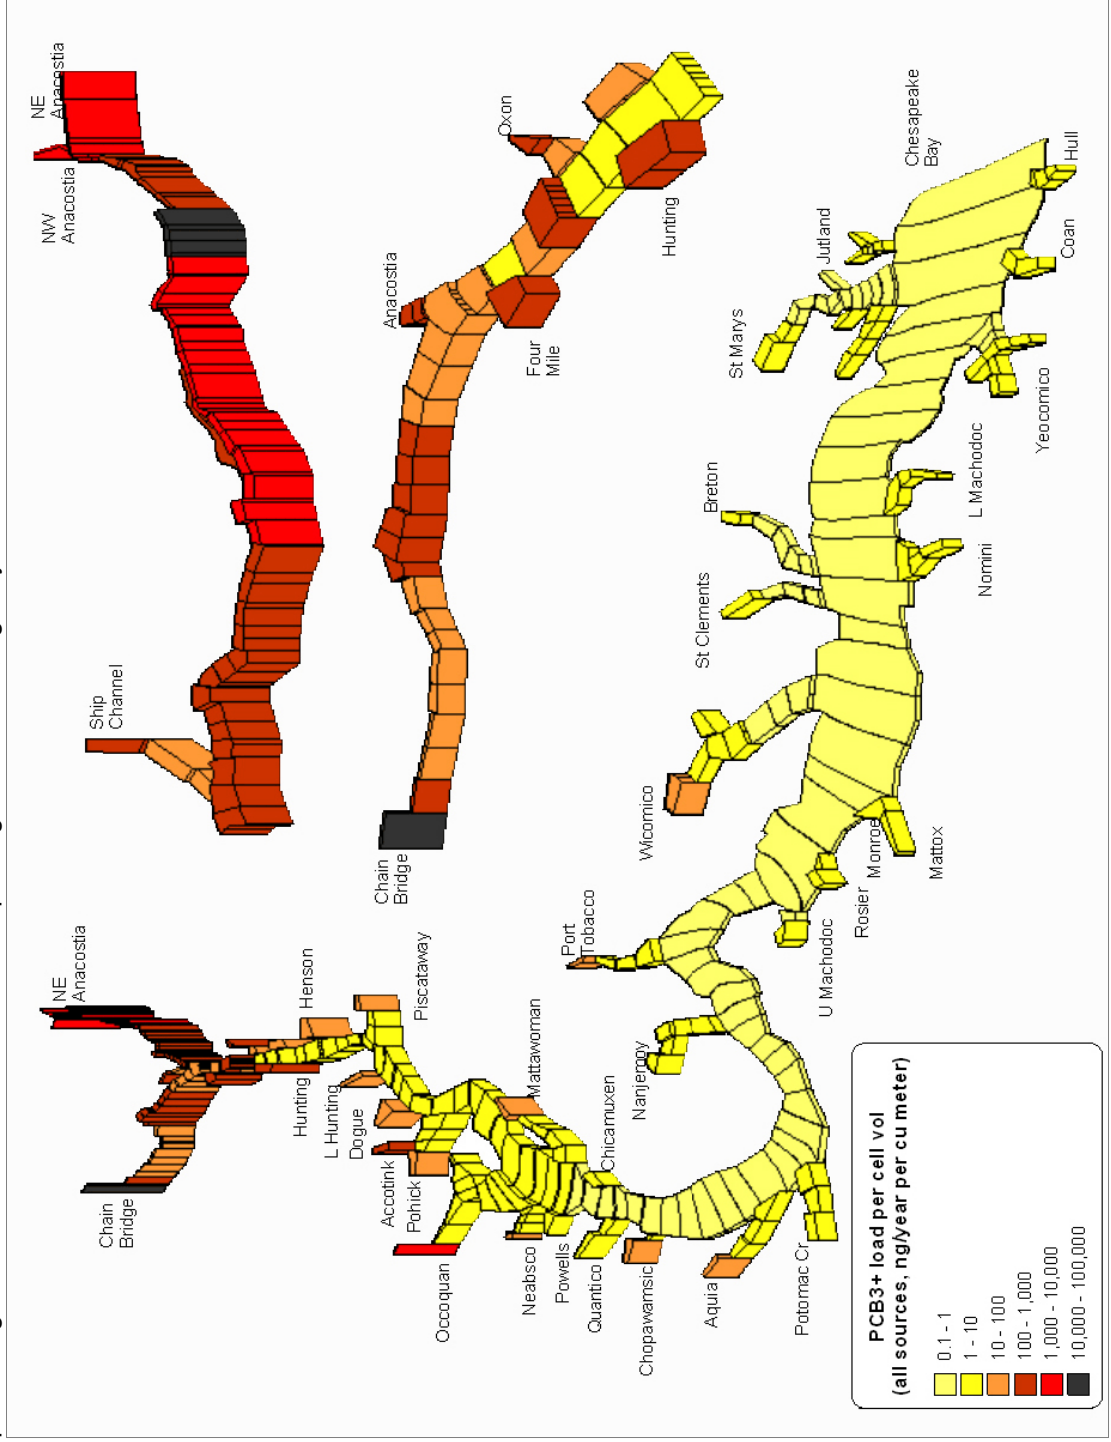 NE
Anacostia
NW
Anacostia
Ship
Channel
Oxon
Anacostia
Four
Mile
Hunting
Chain
Bridge
NE
Anacostia
Chain
Bridge
Henson
Hunting
L Hunting
Piscataway
Dogue
Accotink
Pohick
Mattawoman
Occoquan
Neabsco
Powells
Quantico
Chicamuxen
Chopawamsic
Nanjemoy
Aquia
Potomac Cr
Port
Tobacco
Wicomico
U Machodoc
Rosier
Monroe
Mattox
St Clements
Breton
Nomini
L Machodoc
St Marys
Jutland
Yeocomico
Coan
Chesapeake
Bay
Hull
PCB3+ load per cell vol
(all sources, ng/year per cu meter)
0.1 - 1
1 - 10
10 - 100
100 - 1,000
1,000 - 10,000
10,000 - 100,000